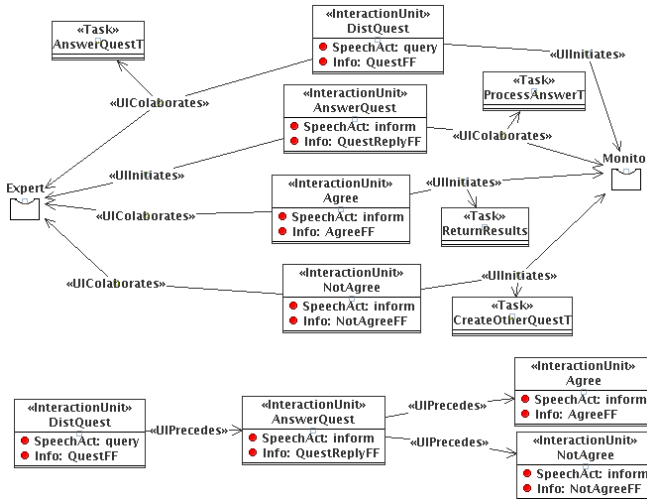 «InteractionUnit»
DistQuest
SpeechAct: query
Info: QuestFF
«Task»
AnswerQuestT
«UIInitiates»
«Task»
ProcessAnswerT
«UIColaborates»
«InteractionUnit»
AnswerQuest
SpeechAct: inform
Info: QuestReplyFF
«UIColaborates»
Monito
«UIInitiates»
Expert
«InteractionUnit»
Agree
SpeechAct: inform
Info: AgreeFF
«UIInitiates»
«UIColaborates»
«Task»
ReturnResults
«InteractionUnit»
NotAgree
SpeechAct: inform
Info: NotAgreeFF
«UIColaborates»
«UIInitiates»
«Task»
CreateOtherQuestT
«InteractionUnit»
DistQuest
SpeechAct: query
Info: QuestFF
«UIPrecedes»
«InteractionUnit»
AnswerQuest
SpeechAct: inform
Info: QuestReplyFF
«UIPrecedes»
«UIPrecedes»
«InteractionUnit»
Agree
SpeechAct: inform
Info: AgreeFF
«InteractionUnit»
NotAgree
SpeechAct: inform
Info: NotAgreeFF